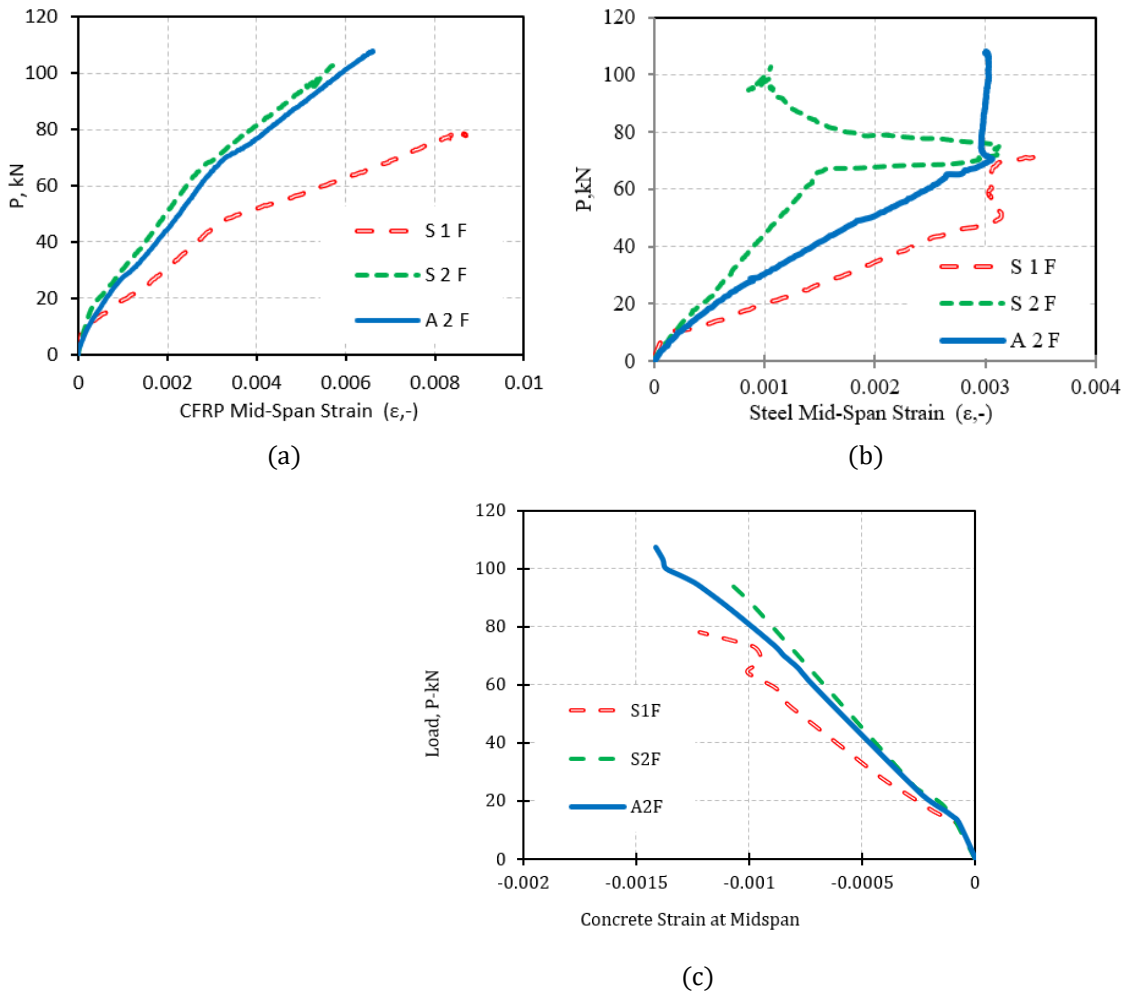 120
100
80
60
40
20
0
P, kN
S 1 F
S 2 F
A 2 F
0 0.002 0.004 0.006 0.008 0.01
CFRP Mid-Span Strain (ε,-)
(a)
120
100
80
60
40
20
0
P,kN
S 1 F
S 2 F
A 2 F
0 0.001 0.002 0.003 0.004
Steel Mid-Span Strain (ε,-)
(b)
120
100
80
60
40
20
0
Load, P-kN
S1F
S2F
A2F
-0.002 -0.0015 -0.001 -0.0005 0
Concrete Strain at Midspan
(c)